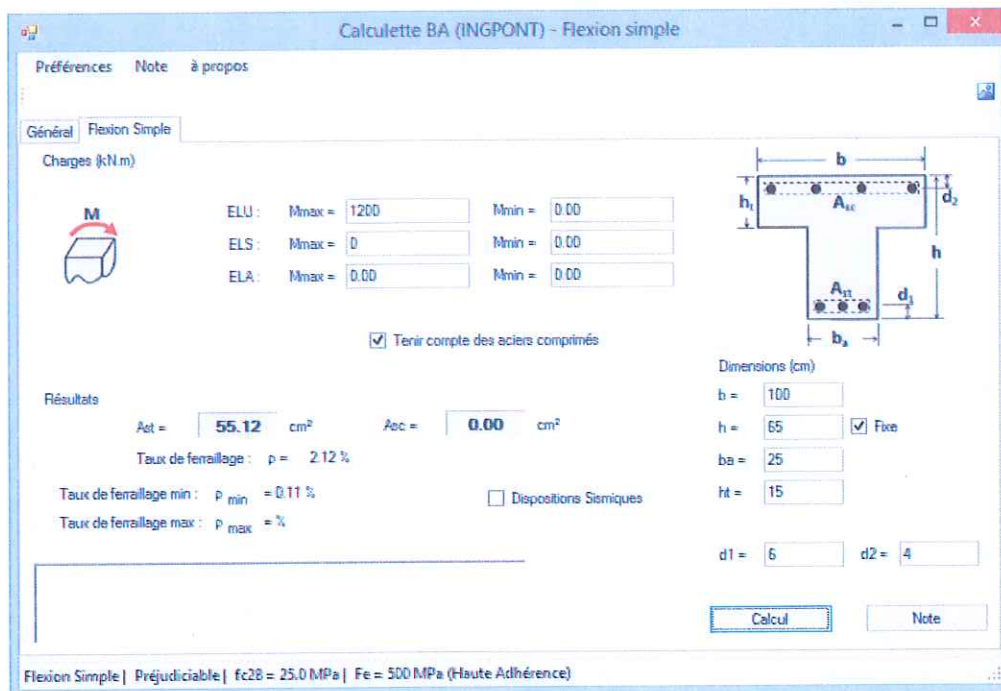 Calculette BA (INGPONT) - Flexion simple
Préférences Note à propos
Général Flexion Simple
Charges (kN.m)
M
ELU : Mmax = 1200 Mmin = 0.00
ELS : Mmax = 0 Mmin = 0.00
ELA : Mmax = 0.00 Mmin = 0.00
Tenir compte des aciers comprimés
b
ht
Asc
d2
h
Ast
d1
ba
Résultats
Ast = 55.12 cm² Asc = 0.00 cm²
Taux de ferraillage : ρ = 2.12 %
Taux de ferraillage min : ρ min = 0.11 %
Dispositions Sismiques
Taux de ferraillage max : ρ max = %
Dimensions (cm)
b = 100
h = 65 Fixe
ba = 25
ht = 15
d1 = 6 d2 = 4
Calcul Note
Flexion Simple | Préjudiciable | fc28 = 25.0 MPa | Fe = 500 MPa (Haute Adhérence)